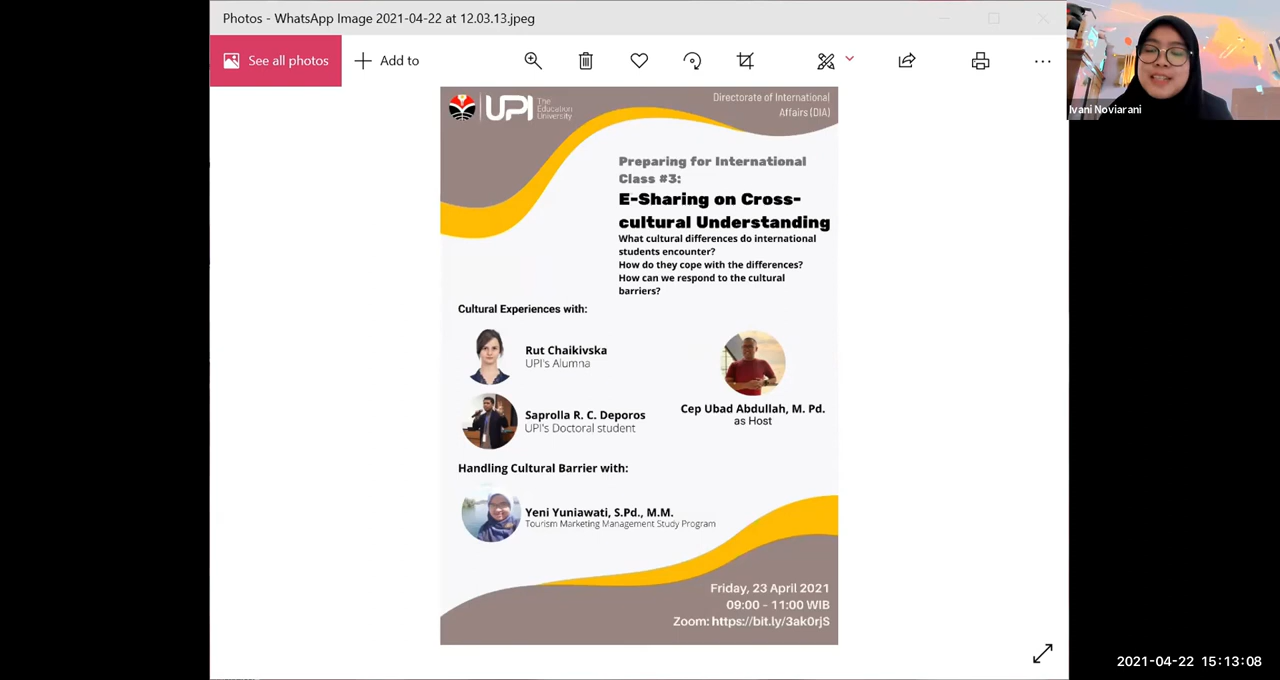 Photos - WhatsApp Image 2021-04-22 at 12.03.13.jpeg
See all photos
Add to
Ivani Noviarani
UPI
The
Education
University
Directorate of International
Affairs (DIA)
Preparing for International
Class #3:
E-Sharing on Cross-
cultural Understanding
What cultural differences do international
students encounter?
How do they cope with the differences?
How can we respond to the cultural
barriers?
Cultural Experiences with:
Rut Chaikivska
UPI's Alumna
Saprolla R. C. Deporos
UPI's Doctoral student
Cep Ubad Abdullah, M. Pd.
as Host
Handling Cultural Barrier with:
Yeni Yuniawati, S.Pd., M.M.
Tourism Marketing Management Study Program
Friday, 23 April 2021
09:00 - 11:00 WIB
Zoom: https://bit.ly/3ak0rjS
2021-04-22 15:13:08